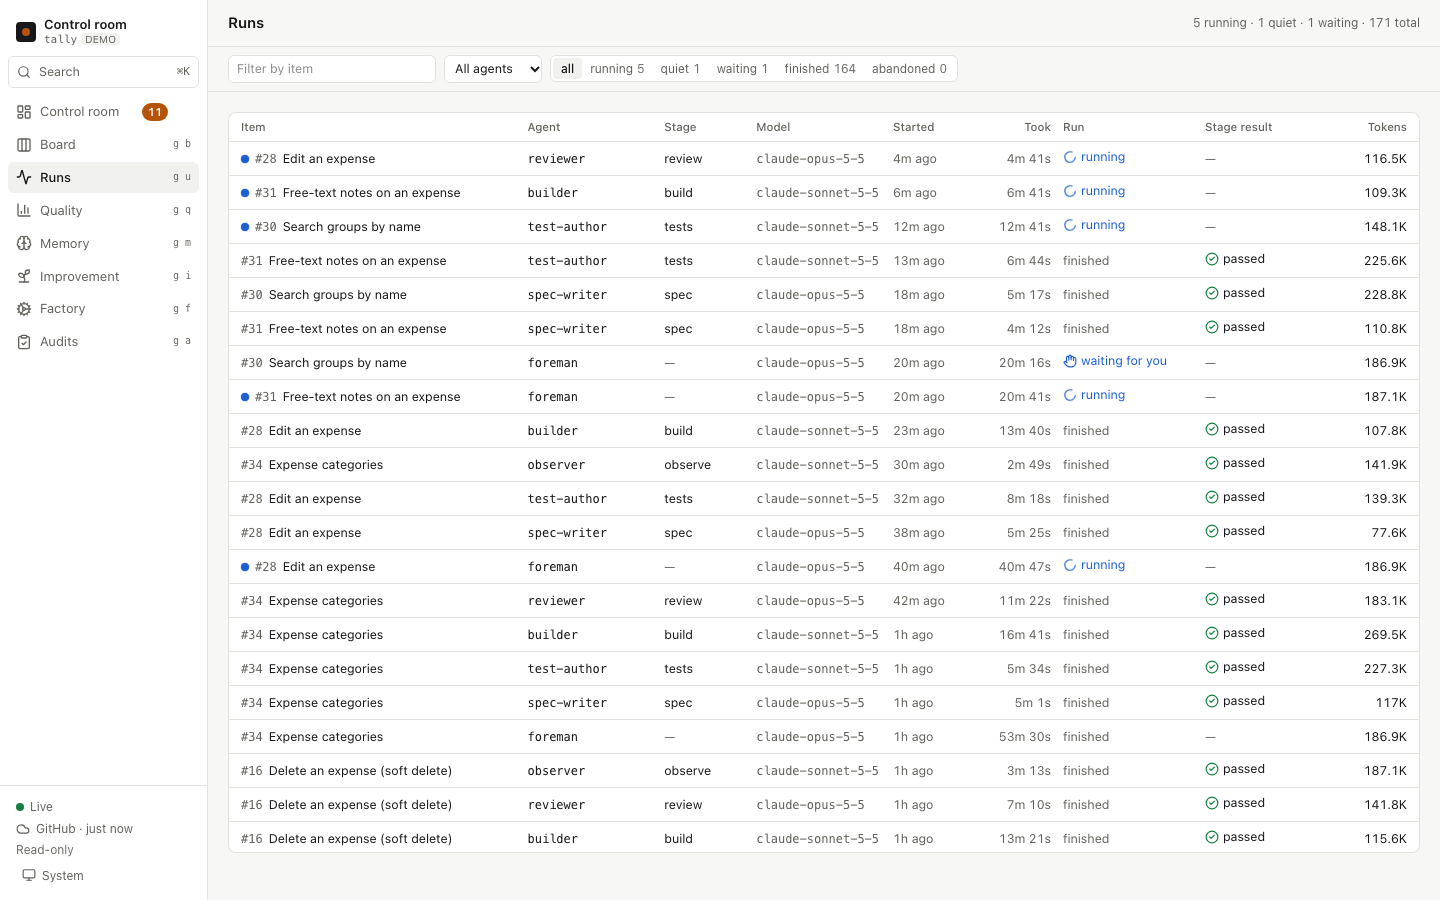 Control room
tally DEMO
Search ⌘K
Control room 11
Board g b
Runs g u
Quality g q
Memory g m
Improvement g i
Factory g f
Audits g a
Live
GitHub · just now
Read-only
System
Runs
5 running · 1 quiet · 1 waiting · 171 total
Filter by item
All agents
all running 5 quiet 1 waiting 1 finished 164 abandoned 0
Item Agent Stage Model Started Took Run Stage result Tokens
#28 Edit an expense reviewer review claude-opus-5-5 4m ago 4m 41s running — 116.5K
#31 Free-text notes on an expense builder build claude-sonnet-5-5 6m ago 6m 41s running — 109.3K
#30 Search groups by name test-author tests claude-sonnet-5-5 12m ago 12m 41s running — 148.1K
#31 Free-text notes on an expense test-author tests claude-sonnet-5-5 13m ago 6m 44s finished passed 225.6K
#30 Search groups by name spec-writer spec claude-opus-5-5 18m ago 5m 17s finished passed 228.8K
#31 Free-text notes on an expense spec-writer spec claude-opus-5-5 18m ago 4m 12s finished passed 110.8K
#30 Search groups by name foreman — claude-opus-5-5 20m ago 20m 16s waiting for you — 186.9K
#31 Free-text notes on an expense foreman — claude-opus-5-5 20m ago 20m 41s running — 187.1K
#28 Edit an expense builder build claude-sonnet-5-5 23m ago 13m 40s finished passed 107.8K
#34 Expense categories observer observe claude-sonnet-5-5 30m ago 2m 49s finished passed 141.9K
#28 Edit an expense test-author tests claude-sonnet-5-5 32m ago 8m 18s finished passed 139.3K
#28 Edit an expense spec-writer spec claude-opus-5-5 38m ago 5m 25s finished passed 77.6K
#28 Edit an expense foreman — claude-opus-5-5 40m ago 40m 47s running — 186.9K
#34 Expense categories reviewer review claude-opus-5-5 42m ago 11m 22s finished passed 183.1K
#34 Expense categories builder build claude-sonnet-5-5 1h ago 16m 41s finished passed 269.5K
#34 Expense categories test-author tests claude-sonnet-5-5 1h ago 5m 34s finished passed 227.3K
#34 Expense categories spec-writer spec claude-opus-5-5 1h ago 5m 1s finished passed 117K
#34 Expense categories foreman — claude-opus-5-5 1h ago 53m 30s finished — 186.9K
#16 Delete an expense (soft delete) observer observe claude-sonnet-5-5 1h ago 3m 13s finished passed 187.1K
#16 Delete an expense (soft delete) reviewer review claude-opus-5-5 1h ago 7m 10s finished passed 141.8K
#16 Delete an expense (soft delete) builder build claude-sonnet-5-5 1h ago 13m 21s finished passed 115.6K